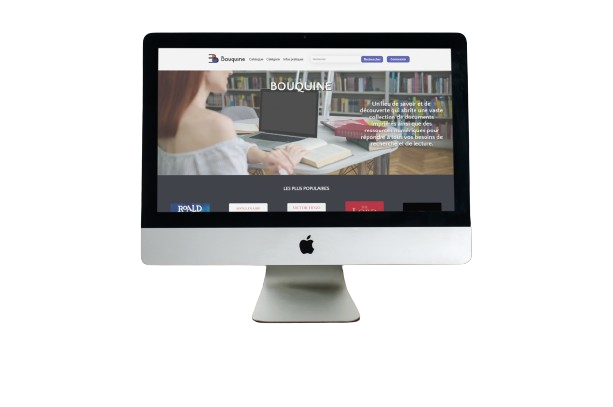 Bouquine
Catalogue Catégorie Infos pratiques
Rechercher
Connexion
BOUQUINE
Un lieu de savoir et de
découverte qui abrite une vaste
collection de documents
imprimés ainsi que des
ressources numériques pour
répondre à tous vos besoins de
recherche et de lecture.
LES PLUS POPULAIRES
ROALD